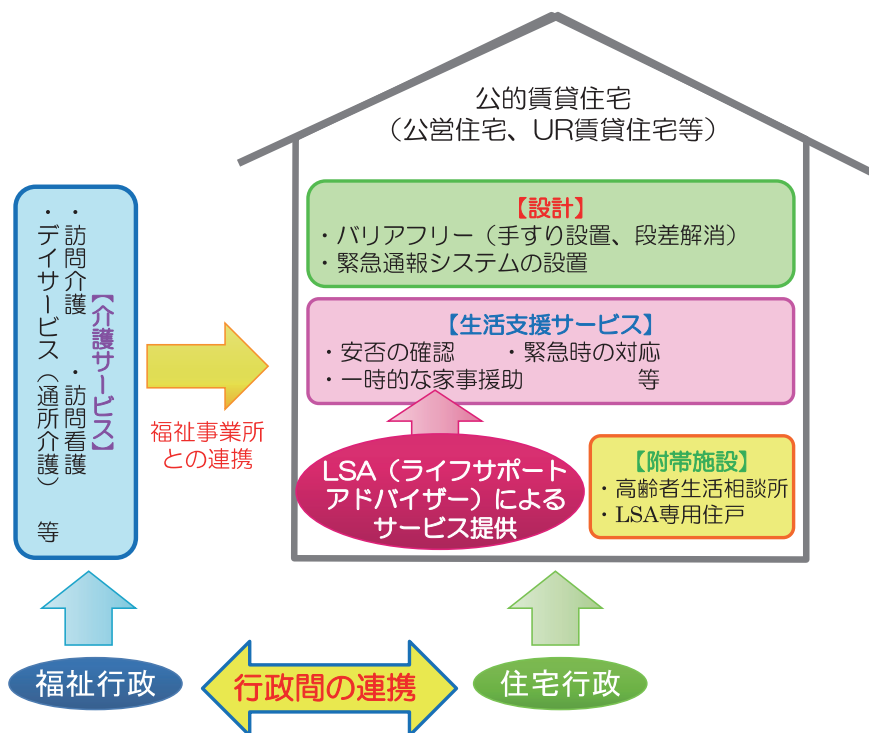 公的賃貸住宅
（公営住宅、UR賃貸住宅等）
【設計】
・バリアフリー（手すり設置、段差解消）
・緊急通報システムの設置
【生活支援サービス】
・安否の確認　・緊急時の対応
・一時的な家事援助　等
LSA（ライフサポート
アドバイザー）による
サービス提供
【附帯施設】
・高齢者生活相談所
・LSA専用住戸
【介護サービス】
・訪問介護　・訪問看護
・デイサービス（通所介護）　等
福祉事業所
との連携
福祉行政
行政間の連携
住宅行政